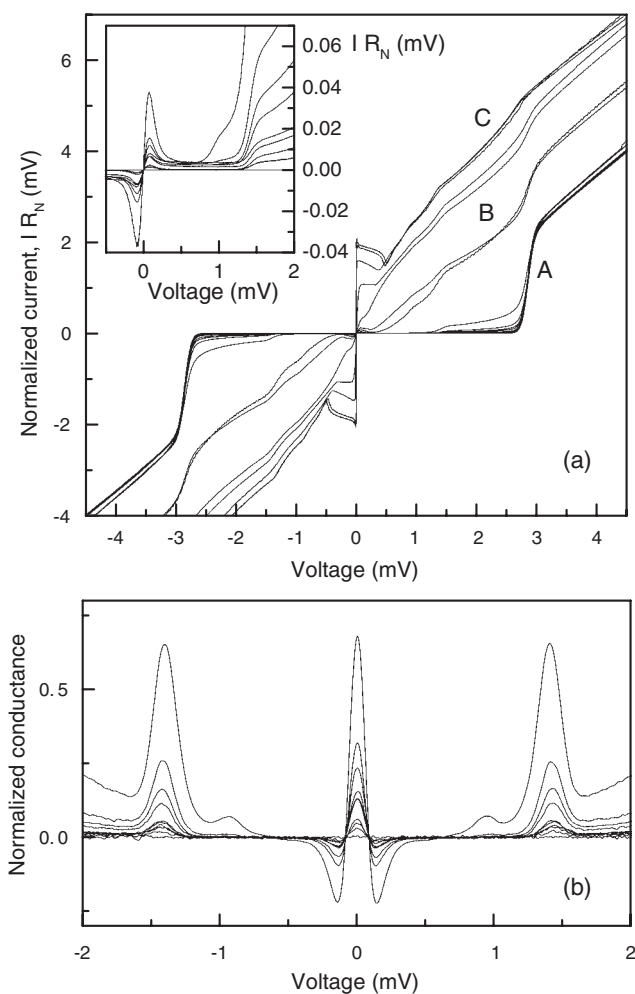 0.06
I R_N (mV)
0.04
0.02
0.00
-0.02
-0.04
0 1 2
Voltage (mV)
6
4
2
0
-2
-4
Normalized current, I R_N (mV)
C
B
A
(a)
-4 -3 -2 -1 0 1 2 3 4
Voltage (mV)
0.5
0.0
Normalized conductance
(b)
-2 -1 0 1 2
Voltage (mV)